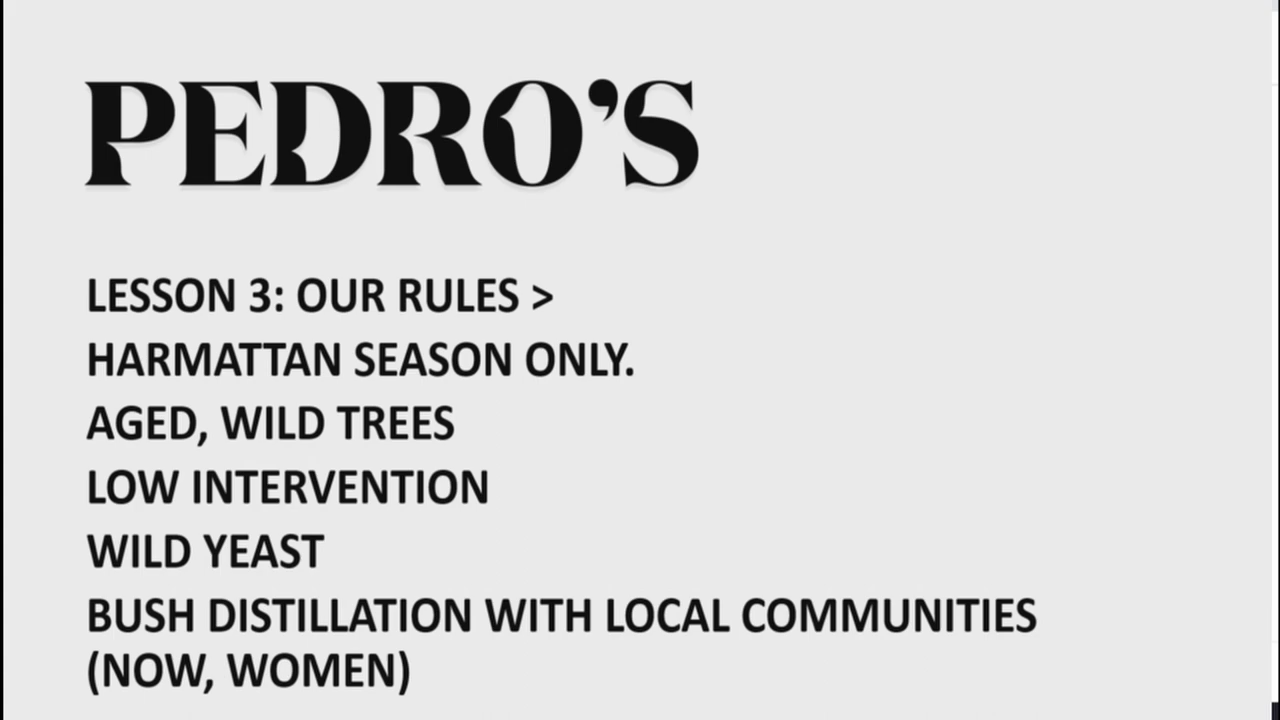 PEDRO'S
LESSON 3: OUR RULES >
HARMATTAN SEASON ONLY.
AGED, WILD TREES
LOW INTERVENTION
WILD YEAST
BUSH DISTILLATION WITH LOCAL COMMUNITIES
(NOW, WOMEN)